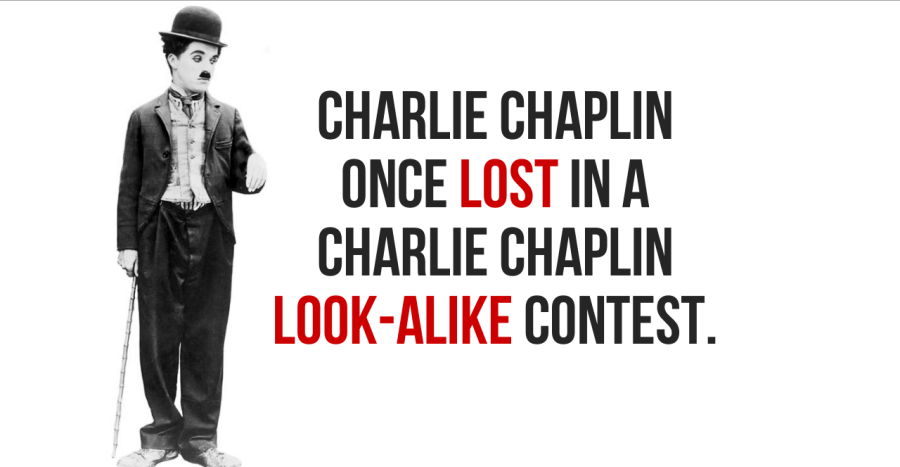 CHARLIE CHAPLIN
ONCE LOST IN A
CHARLIE CHAPLIN
LOOK-ALIKE CONTEST.